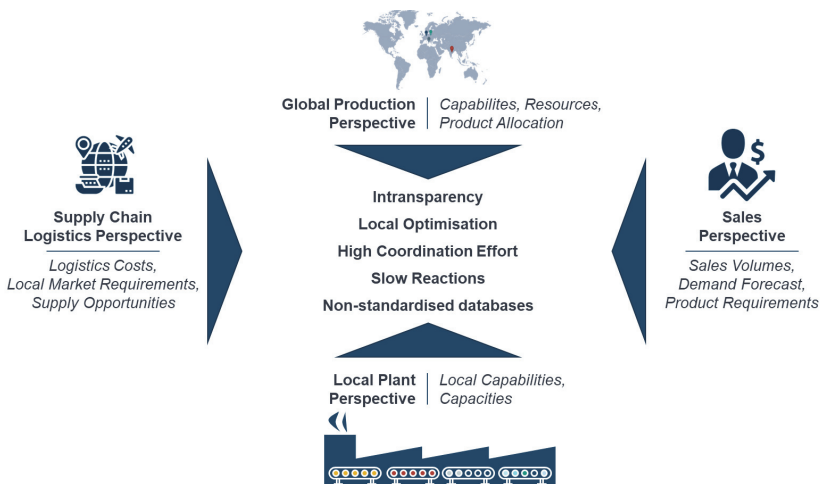 Global Production
Perspective
Capabilites, Resources,
Product Allocation
Supply Chain
Logistics Perspective
Logistics Costs,
Local Market Requirements,
Supply Opportunities
Intransparency
Local Optimisation
High Coordination Effort
Slow Reactions
Non-standardised databases
$
Sales
Perspective
Sales Volumes,
Demand Forecast,
Product Requirements
Local Plant
Perspective
Local Capabilities,
Capacities